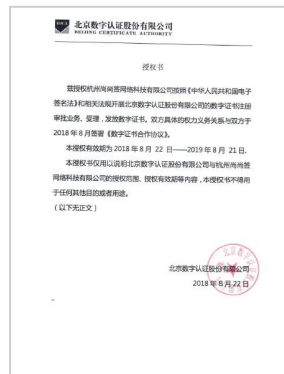 北京数字认证股份有限公司
BEIJING CERTIFICATE AUTHORITY
授权书
兹授权杭州尚尚签网络科技有限公司按照《中华人民共和国电子
签名法》和相关规开展北京数字认证股份有限公司的数字证书注册
审批业务、受理，发放数字证书。双方具体的权力义务关系与双方于
2018 年 8 月签署《数字证书合作协议》。
本授权有效期为 2018 年 8 月 22 日——2019 年 8 月 21 日。
本授权书仅用以说明北京数字认证股份有限公司与杭州尚尚签
网络科技有限公司的授权范围、授权有效期等内容，本授权书不得用
于任何其他目的或者用途。
（以下无正文）
北京数字认证股份有限公司
2018 年 8 月 22 日